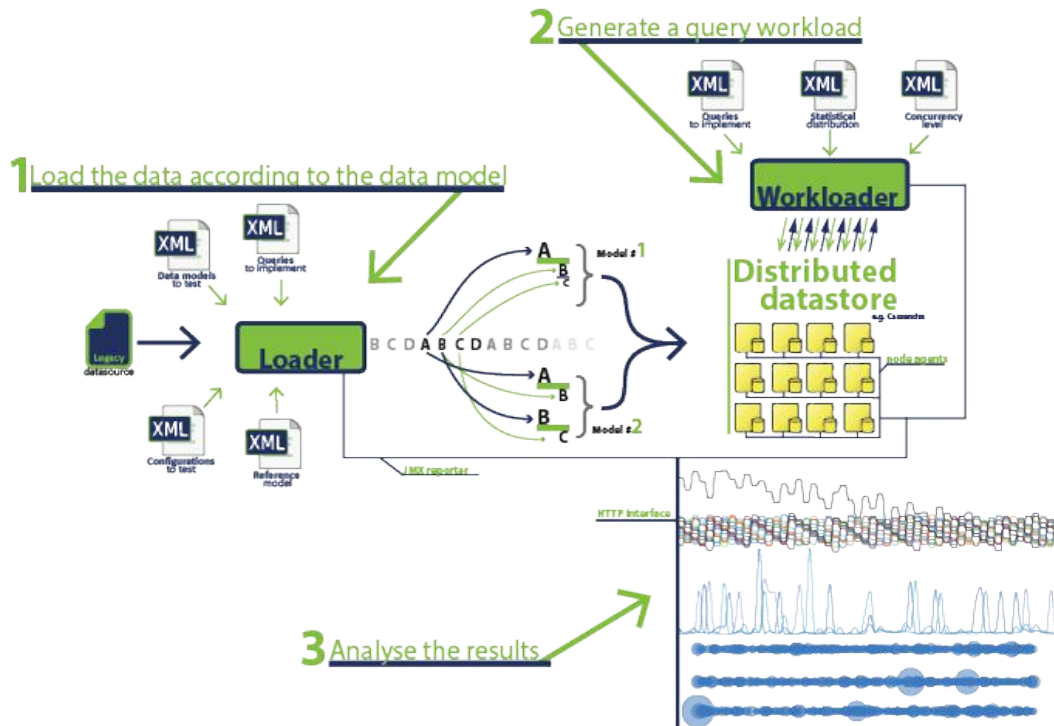 2 Generate a query workload
XML
Queries
to implement
XML
Statistical
distribution
XML
Concurrency
level
1 Load the data according to the data model
Workloader
XML
Data models
to test
XML
Queries
to implement
Distributed
datastore
e.g. Cassandra
node agents
Legacy
datasource
Loader
B C D A B C D A B C D A B C
A
B
C
Model # 1
A
B
B
C
Model # 2
XML
Configurations
to test
XML
Reference
model
JMX reporter
HTTP interface
3 Analyse the results